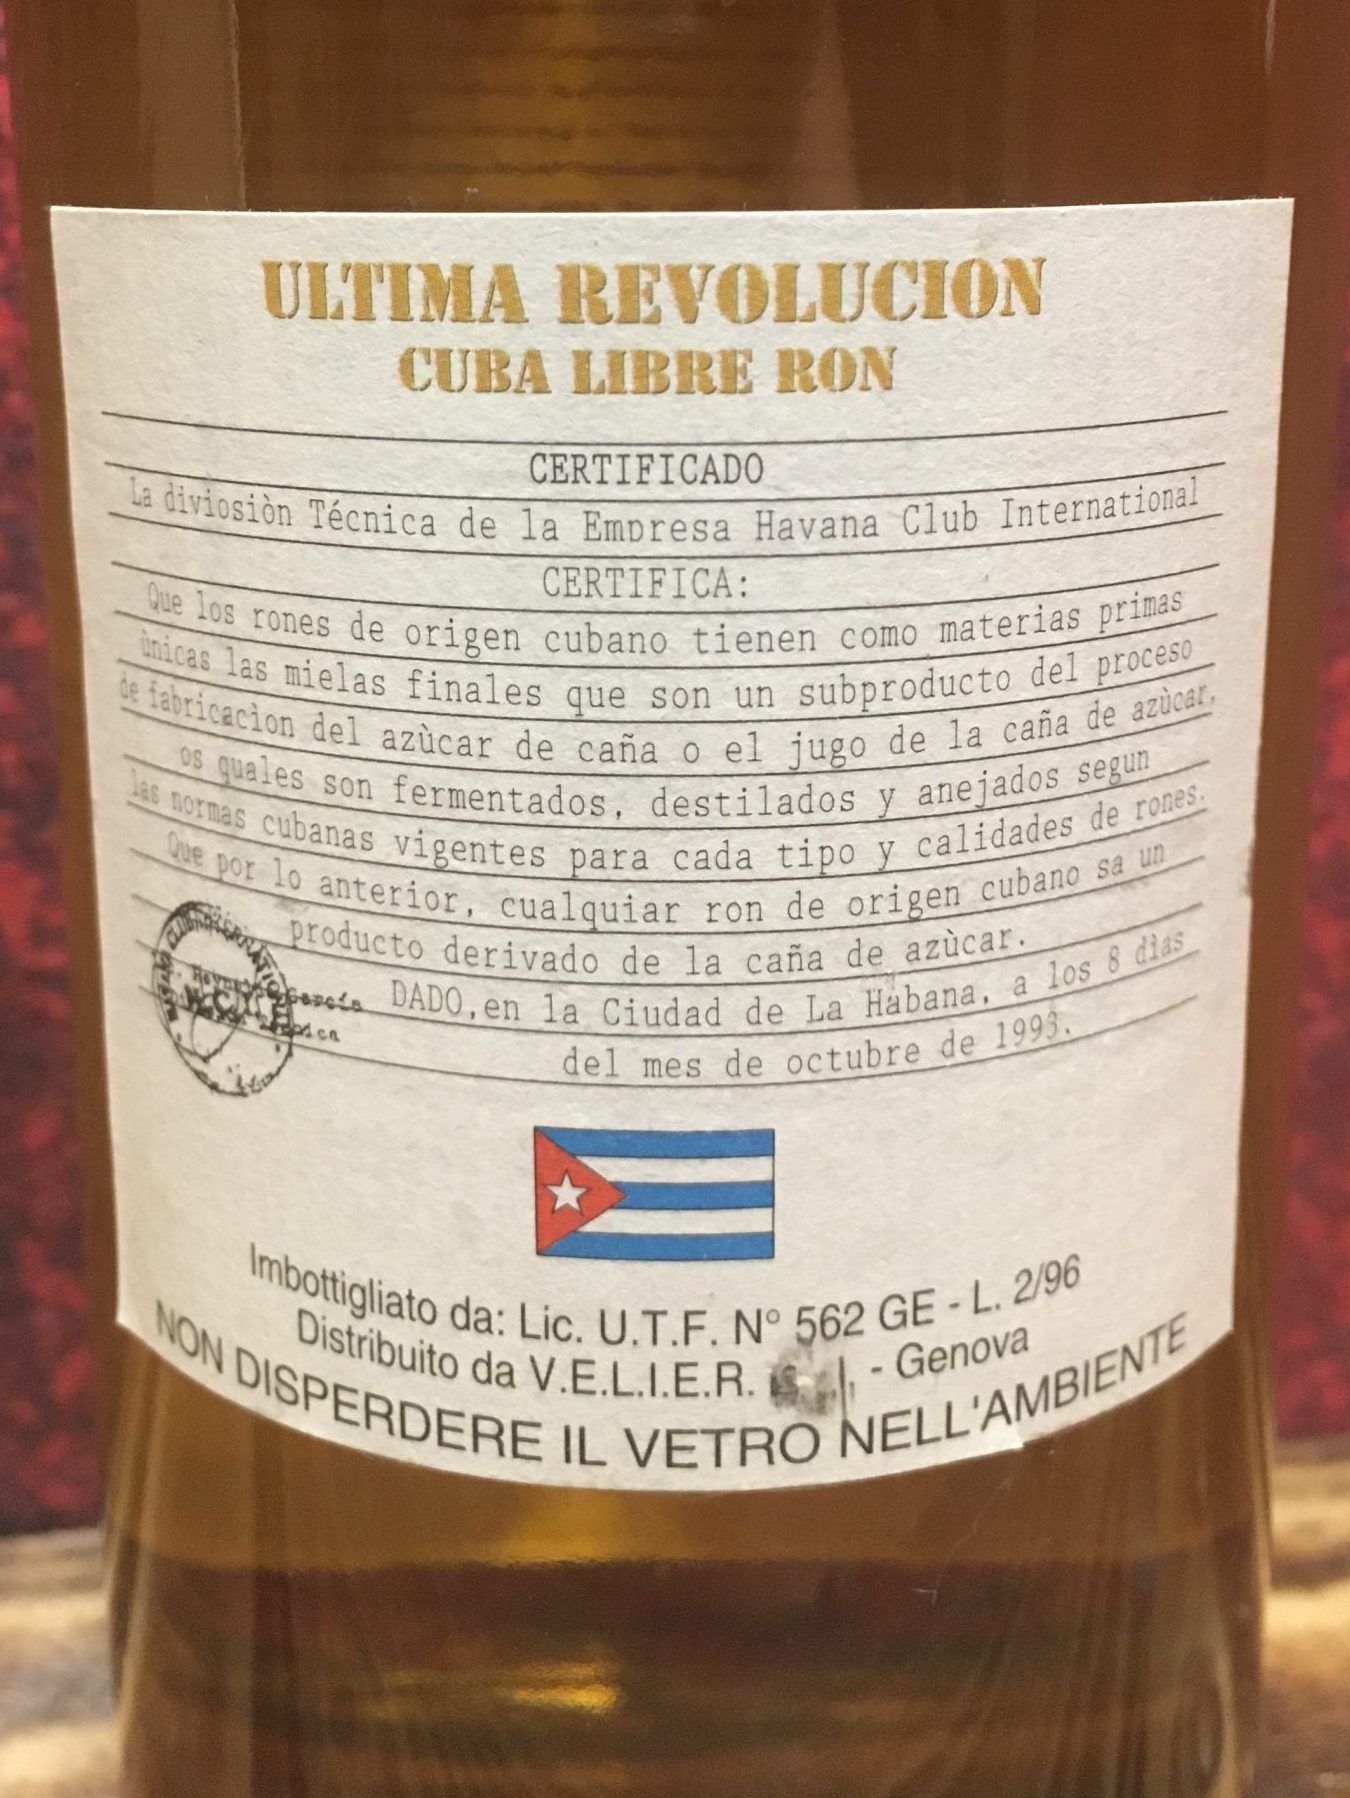 ULTIMA REVOLUCION
CUBA LIBRE RON
CERTIFICADO
La diviosiòn Técnica de la Empresa Havana Club International
CERTIFICA:
Que los rones de origen cubano tienen como materias primas
ùnicas las mielas finales que son un subproducto del proceso
de fabricaciòn del azùcar de caña o el jugo de la caña de azùcar,
os quales son fermentados, destilados y anejados segun
las normas cubanas vigentes para cada tipo y calidades de rones.
Que por lo anterior, cualquiar ron de origen cubano sa un
producto derivado de la caña de azùcar.
DADO,en la Ciudad de La Habana, a los 8 dìas
del mes de octubre de 1993.
García
Imbottigliato da: Lic. U.T.F. N° 562 GE - L. 2/96
Distribuito da V.E.L.I.E.R. - Genova
NON DISPERDERE IL VETRO NELL'AMBIENTE